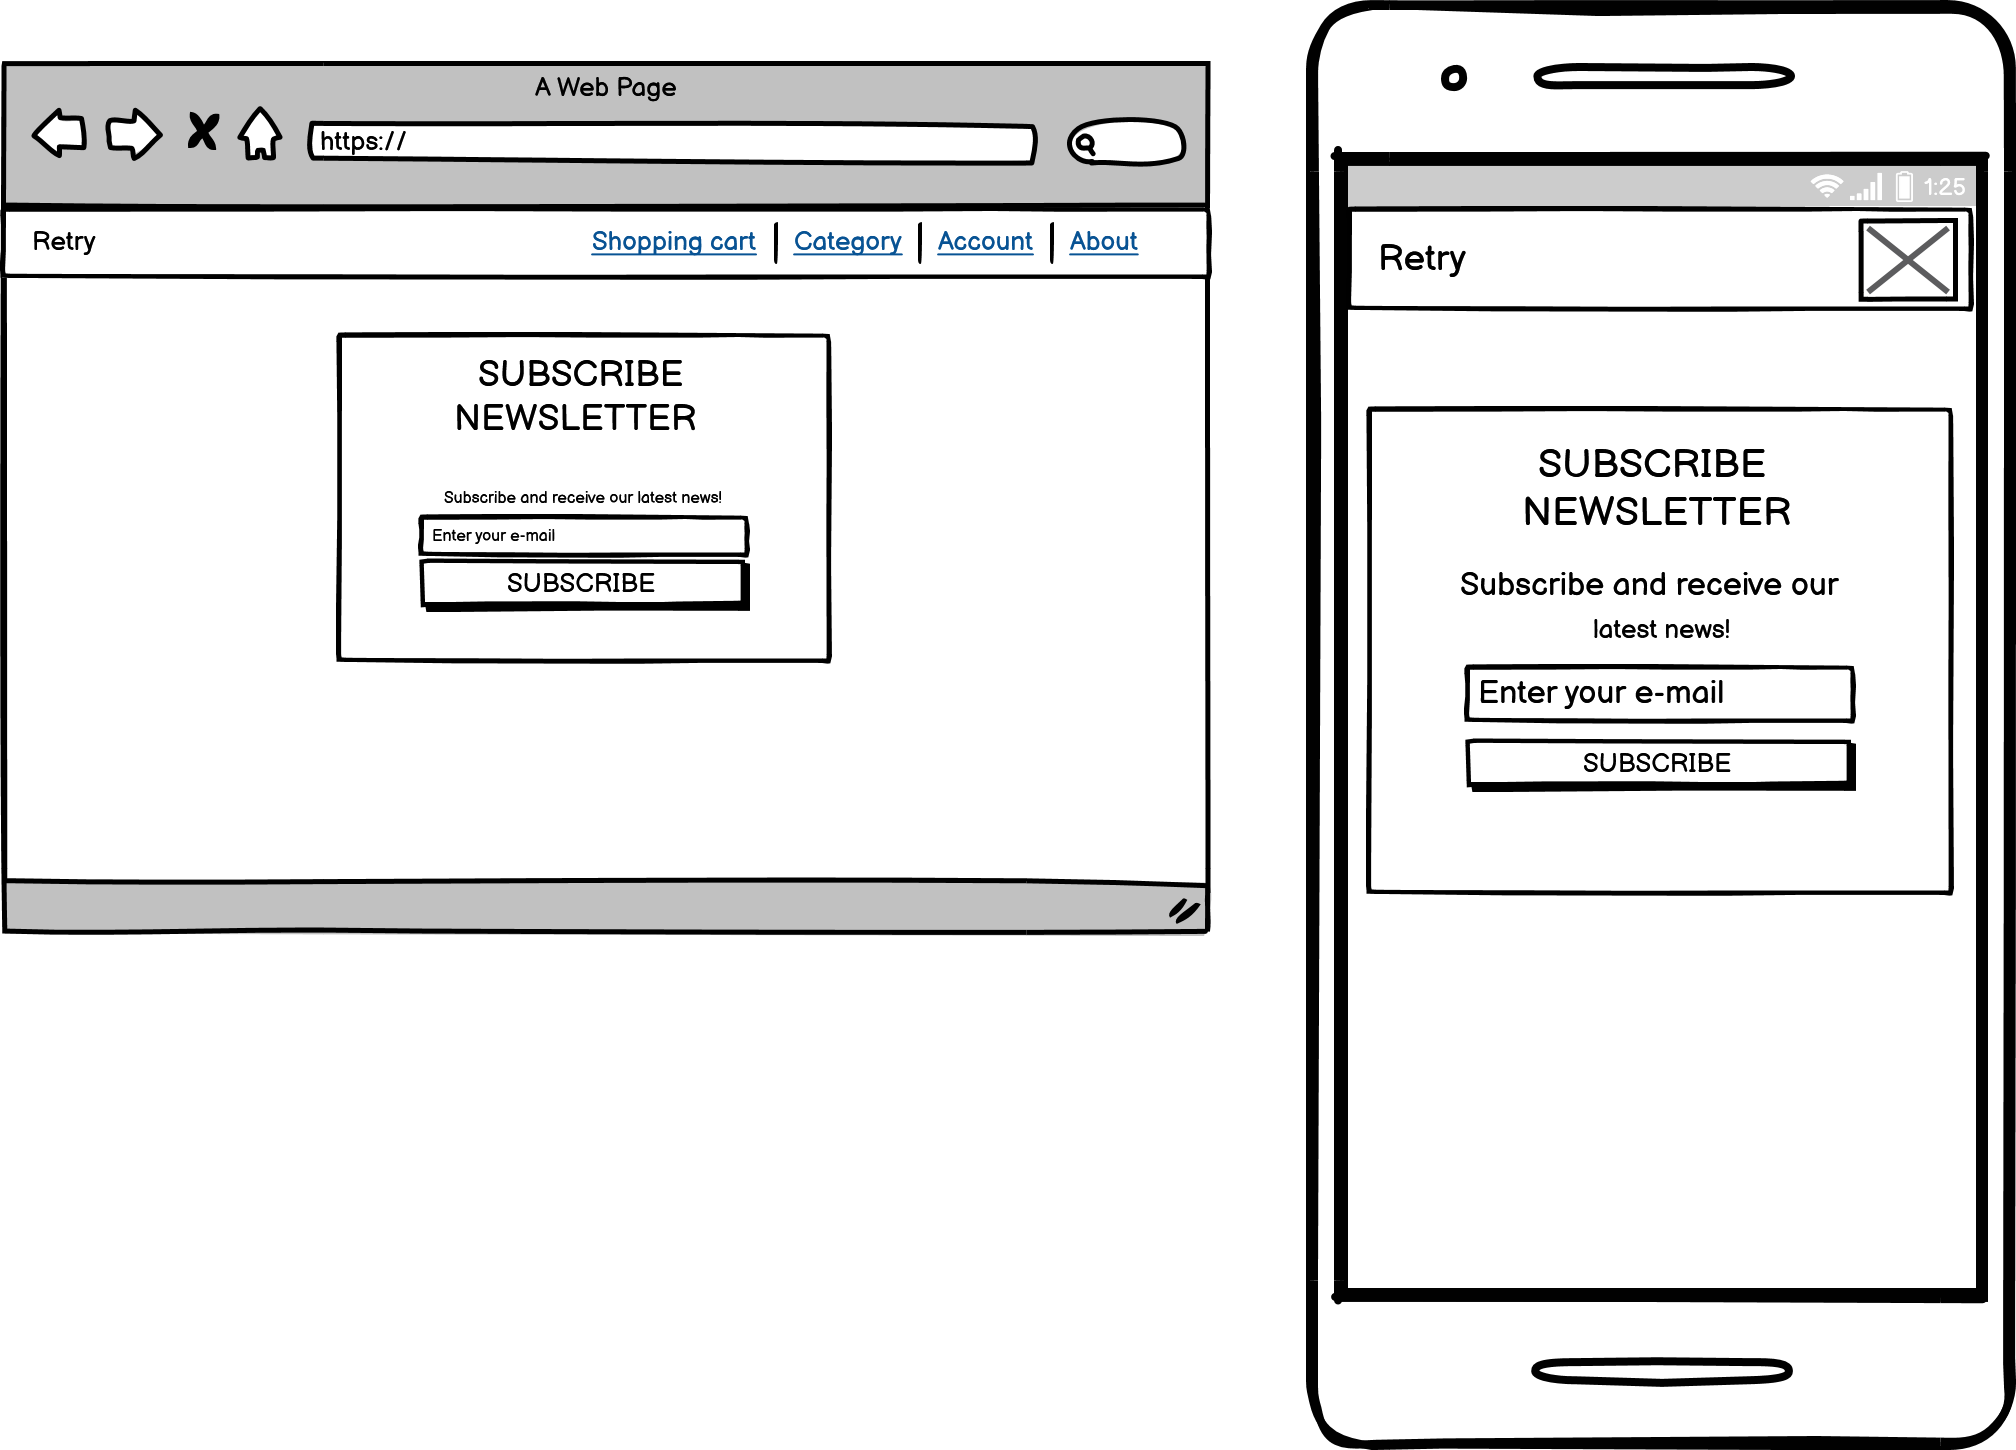 A Web Page
https://
Retry
Shopping cart
Category
Account
About
SUBSCRIBE
NEWSLETTER
Subscribe and receive our latest news!
Enter your e-mail
SUBSCRIBE
1:25
Retry
SUBSCRIBE
NEWSLETTER
Subscribe and receive our
latest news!
Enter your e-mail
SUBSCRIBE